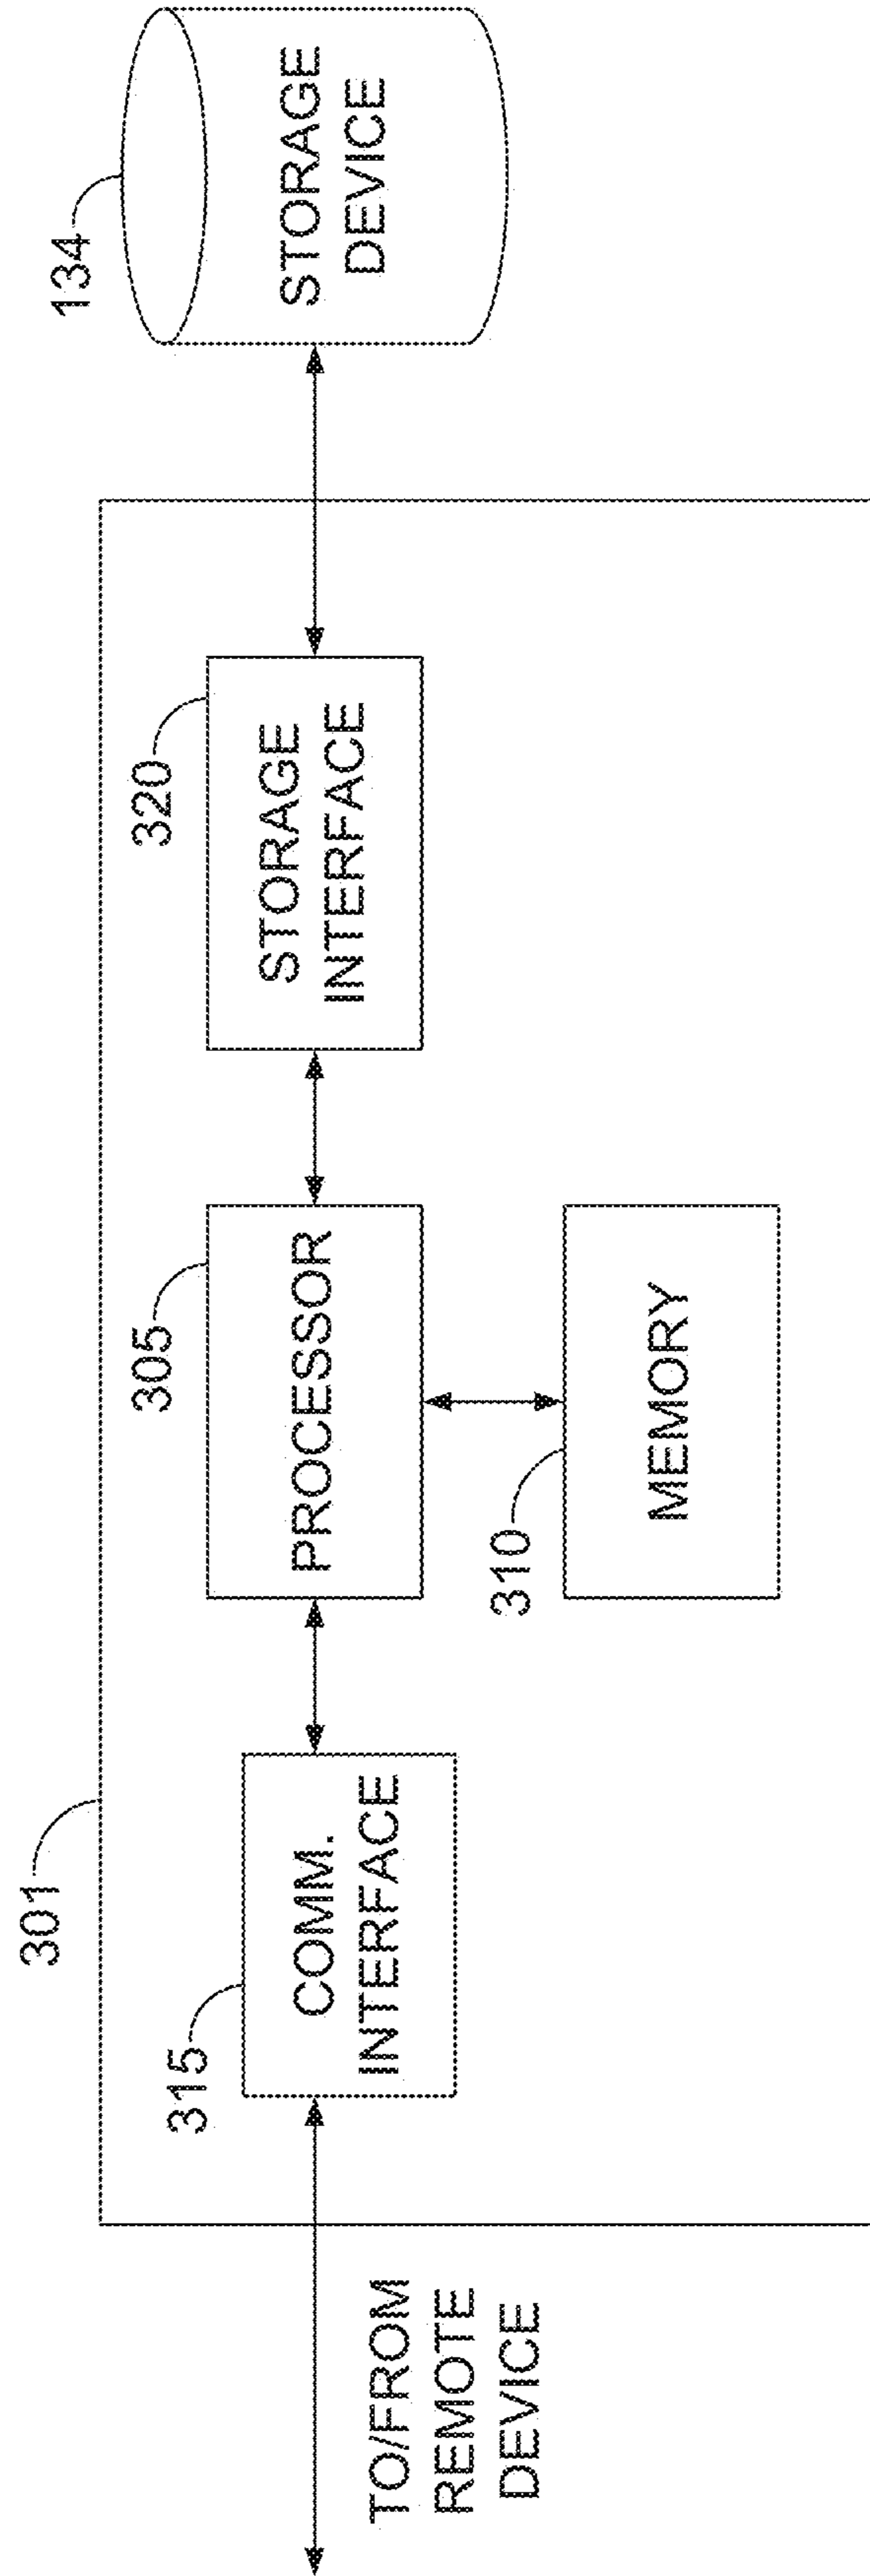 301
134
315
305
320
COMM.
INTERFACE
PROCESSOR
STORAGE
INTERFACE
STORAGE
DEVICE
TO/FROM
REMOTE
DEVICE
310
MEMORY